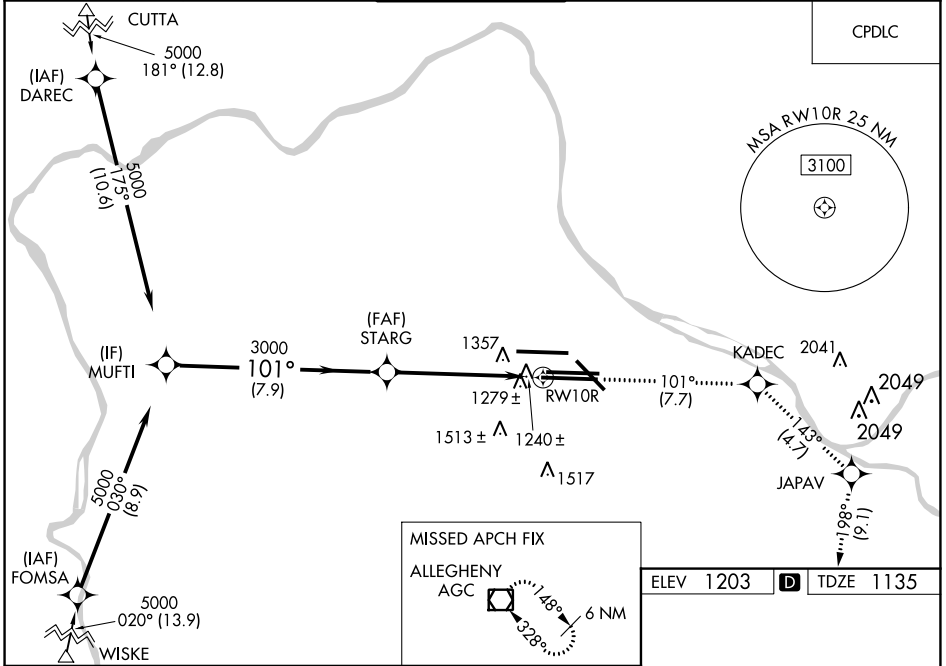 CUTTA
5000
181° (12.8)
(IAF)
DAREC
CPDLC
MSA RW10R 25 NM
3100
5000
175°
(10.6)
(IF)
MUFTI
3000
101°
(7.9)
(FAF)
STARG
1357
1279 ±
1513 ±
1240 ±
1517
RW10R
101°
(7.7)
KADEC
2041
2049
2049
143°
(4.7)
JAPAV
198°
(9.1)
5000
030°
(8.9)
(IAF)
FOMSA
5000
020° (13.9)
WISKE
MISSED APCH FIX
ALLEGHENY
AGC
148°
328°
6 NM
ELEV 1203 D TDZE 1135